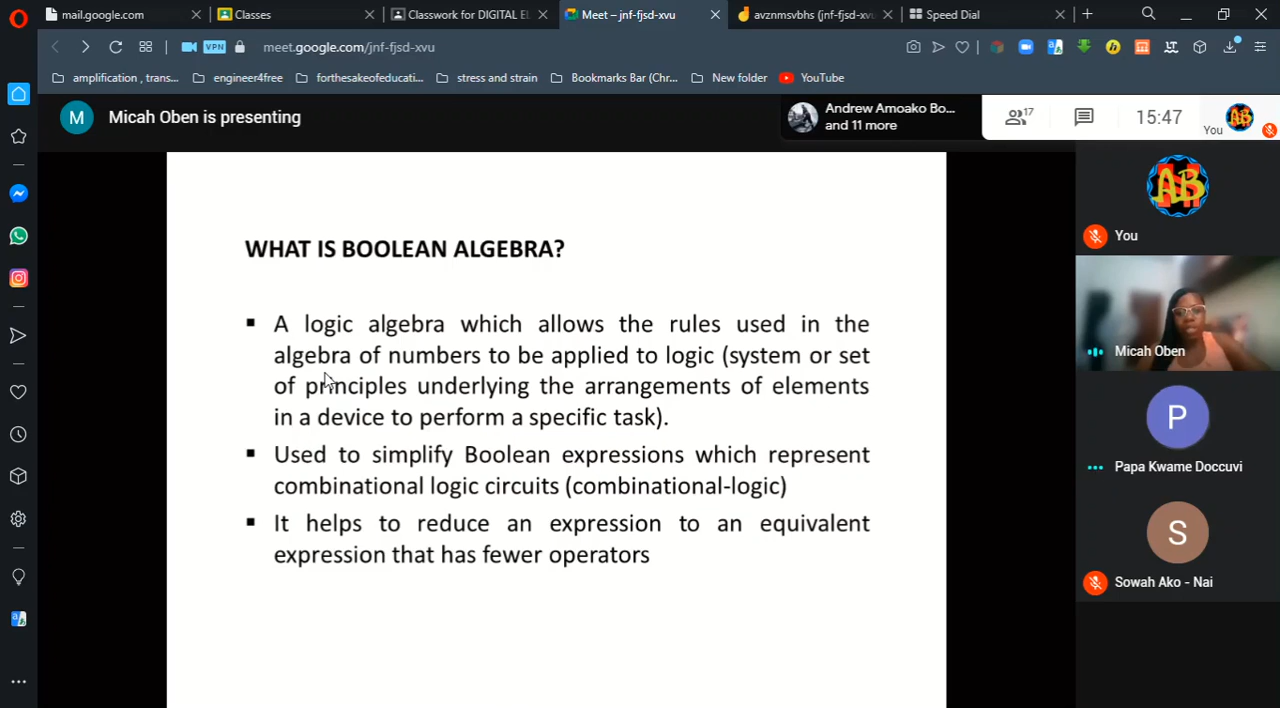 mail.google.com
Classes
Classwork for DIGITAL EL
Meet – jnf-fjsd-xvu
avznmsvbhs (jnf-fjsd-xv
Speed Dial
VPN
meet.google.com/jnf-fjsd-xvu
amplification , trans...
engineer4free
forthesakeofeducati...
stress and strain
Bookmarks Bar (Chr...
New folder
YouTube
M
Micah Oben is presenting
Andrew Amoako Bo...
and 11 more
17
15:47
You
AB
You
Micah Oben
P
Papa Kwame Doccuvi
S
Sowah Ako - Nai
WHAT IS BOOLEAN ALGEBRA?
▪ A logic algebra which allows the rules used in the
algebra of numbers to be applied to logic (system or set
of principles underlying the arrangements of elements
in a device to perform a specific task).
▪ Used to simplify Boolean expressions which represent
combinational logic circuits (combinational-logic)
▪ It helps to reduce an expression to an equivalent
expression that has fewer operators